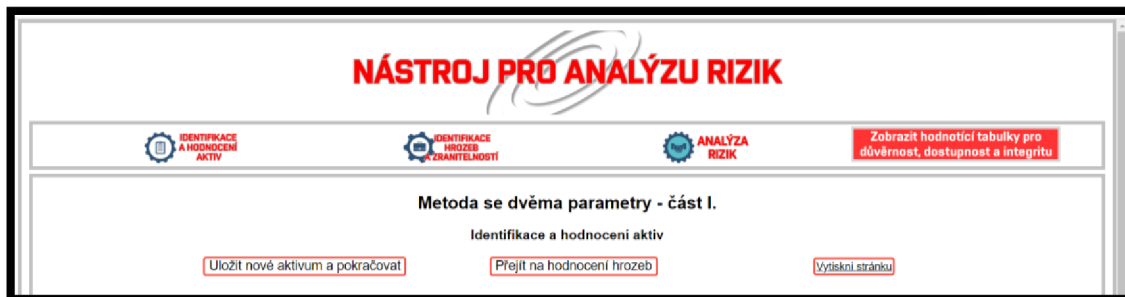 NÁSTROJ PRO ANALÝZU RIZIK
IDENTIFIKACE
A HODNOCENÍ
AKTIV
IDENTIFIKACE
HROZEB
A ZRANITELNOSTÍ
ANALÝZA
RIZIK
Zobrazit hodnotící tabulky pro
důvěrnost, dostupnost a integritu
Metoda se dvěma parametry - část I.
Identifikace a hodnocení aktiv
Uložit nové aktivum a pokračovat
Přejít na hodnocení hrozeb
Vytiskni stránku